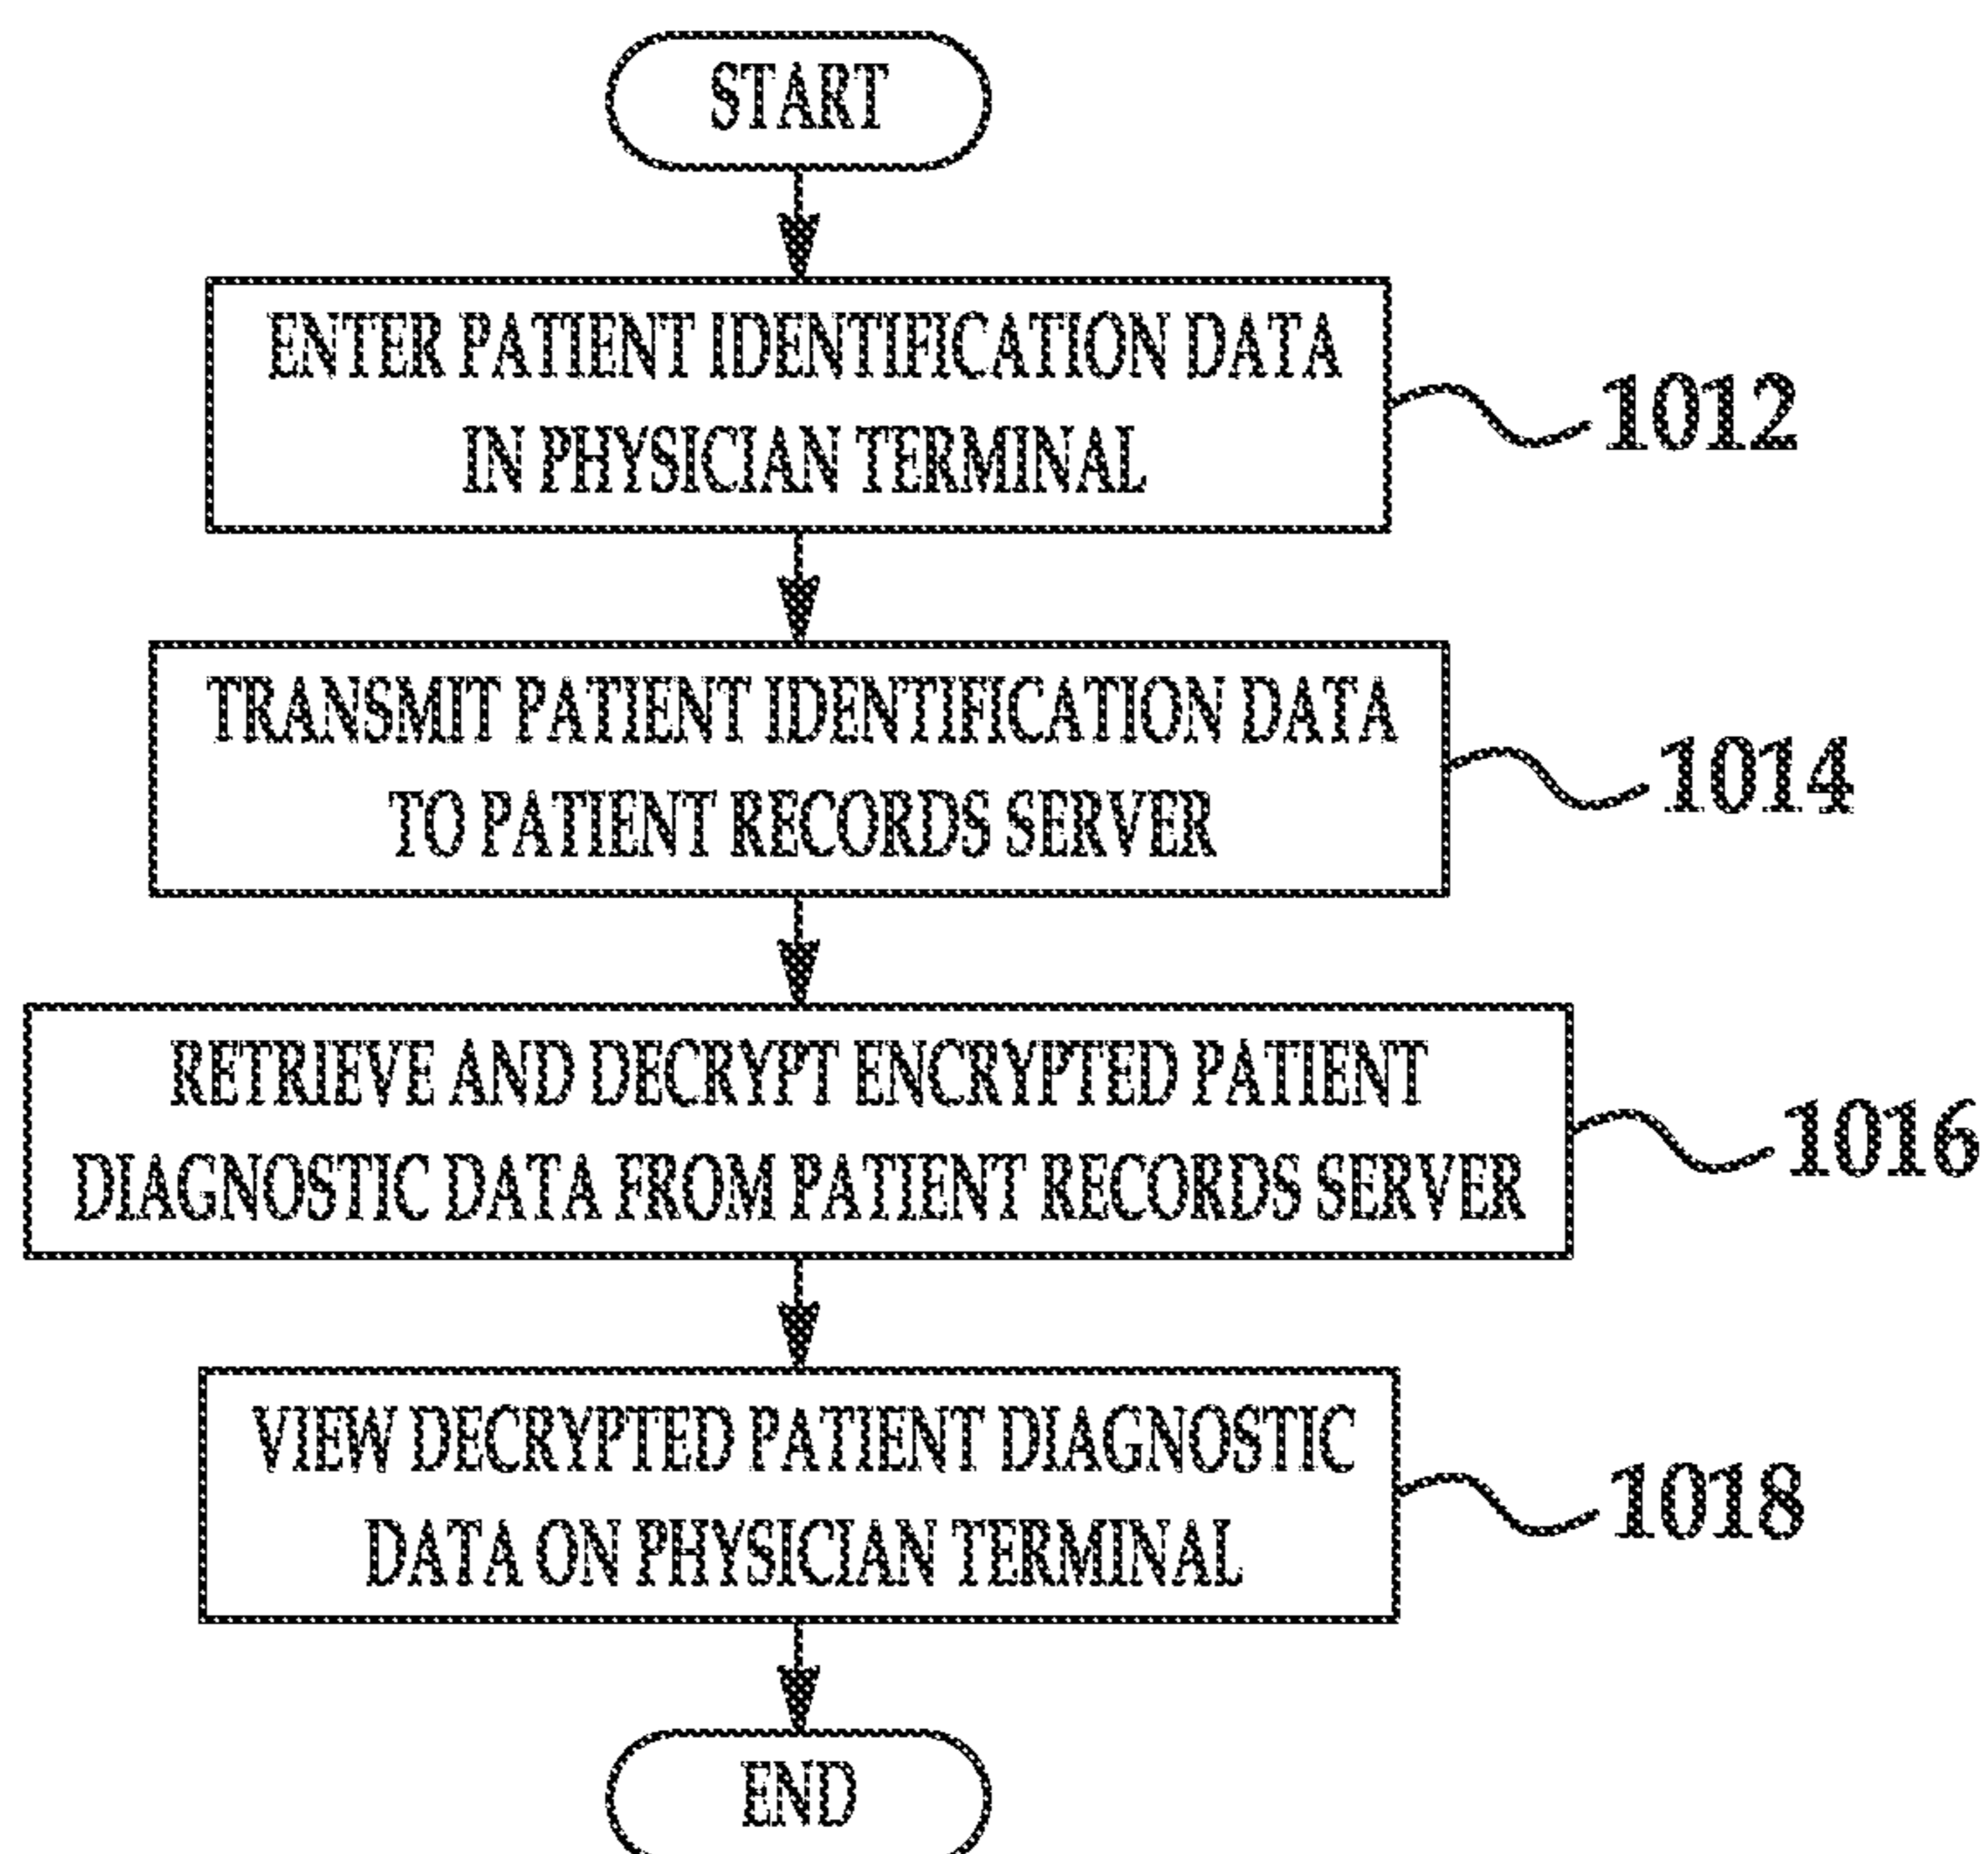 START
ENTER PATIENT IDENTIFICATION DATA
IN PHYSICIAN TERMINAL
1012
TRANSMIT PATIENT IDENTIFICATION DATA
TO PATIENT RECORDS SERVER
1014
RETRIEVE AND DECRYPT ENCRYPTED PATIENT
DIAGNOSTIC DATA FROM PATIENT RECORDS SERVER
1016
VIEW DECRYPTED PATIENT DIAGNOSTIC
DATA ON PHYSICIAN TERMINAL
1018
END